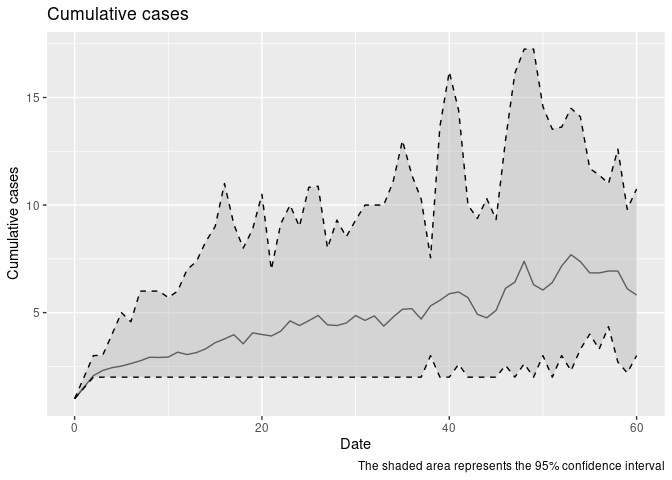 Cumulative cases
Cumulative cases
15
10
5
0
20
40
60
Date
The shaded area represents the 95% confidence interval